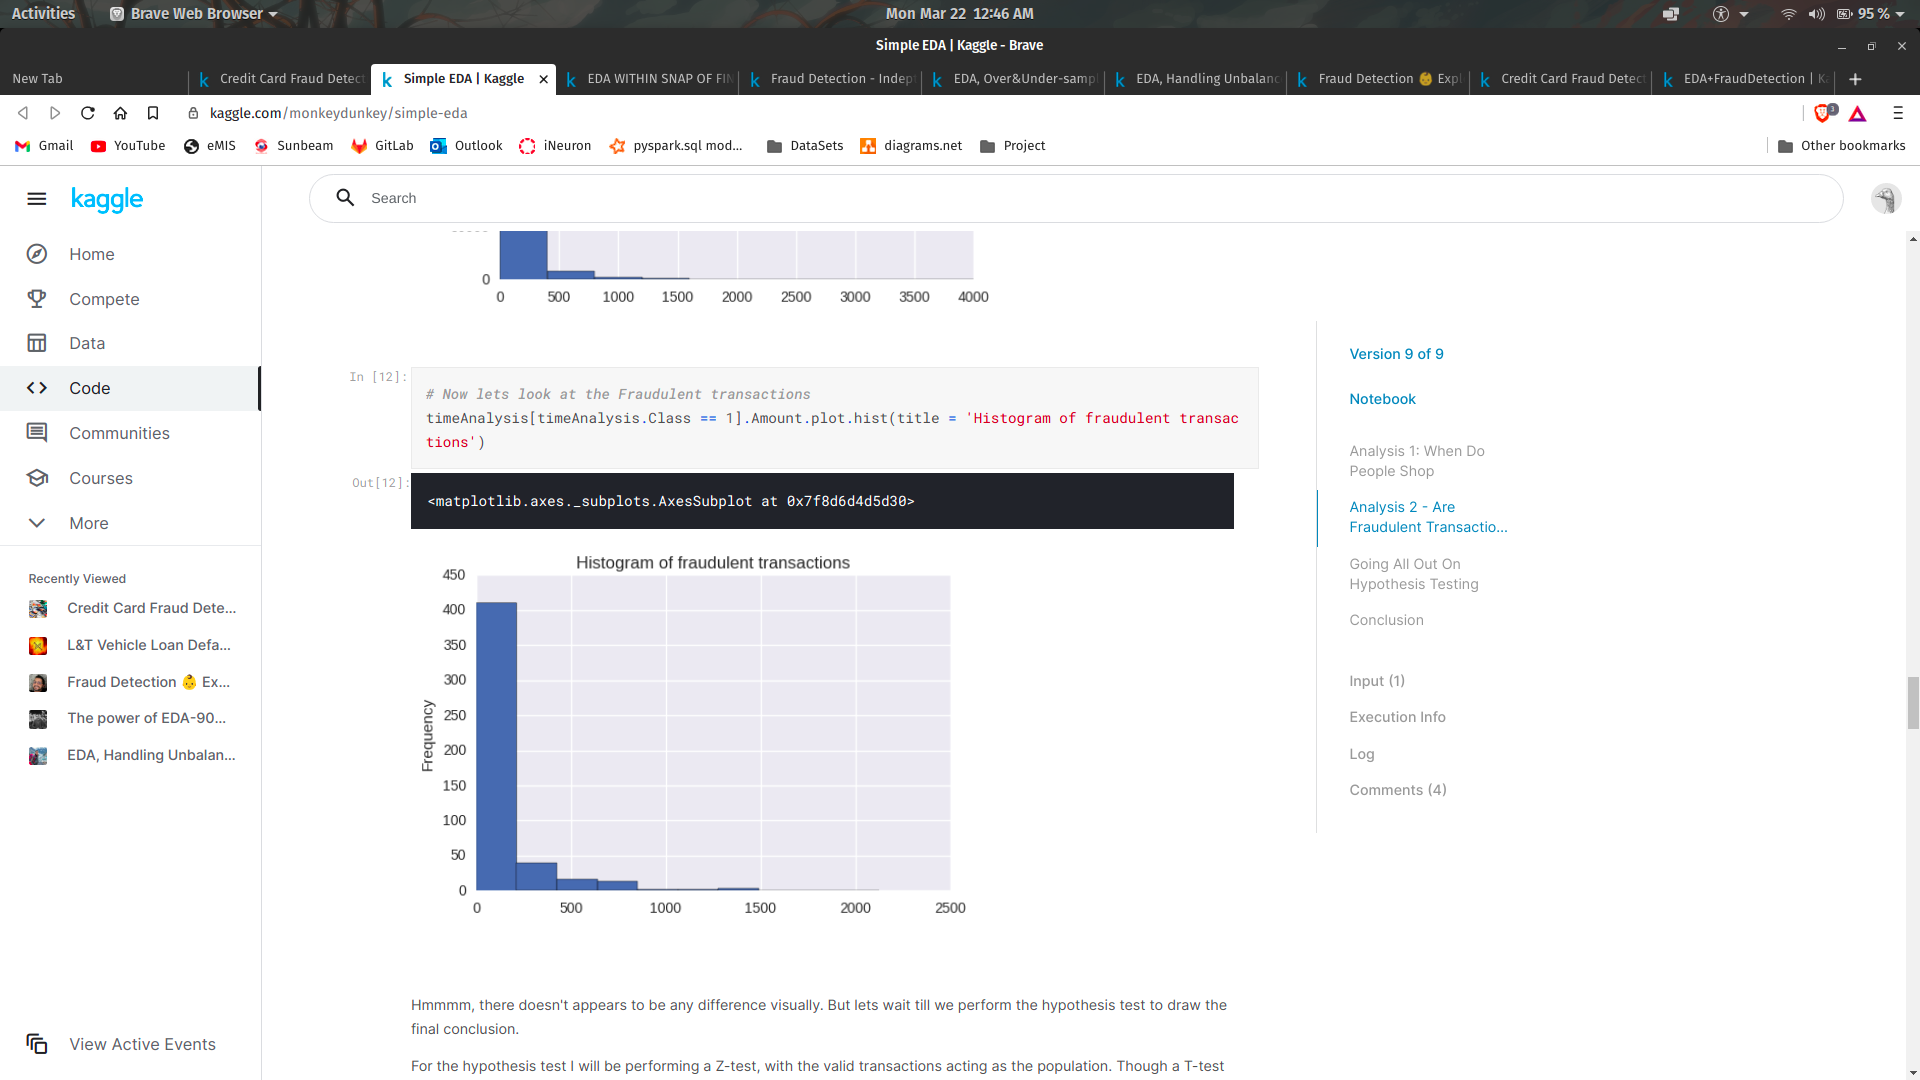 Activities
Brave Web Browser
Mon Mar 22 12:46 AM
95 %
Simple EDA | Kaggle - Brave
New Tab
Credit Card Fraud Detect
Simple EDA | Kaggle
EDA WITHIN SNAP OF FIN
Fraud Detection - Indep
EDA, Over&Under-samp
EDA, Handling Unbalanc
Fraud Detection 👶 Expl
Credit Card Fraud Detect
EDA+FraudDetection | K
kaggle.com/monkeydunkey/simple-eda
3
Gmail
YouTube
eMIS
Sunbeam
GitLab
Outlook
iNeuron
pyspark.sql mod...
DataSets
diagrams.net
Project
Other bookmarks
kaggle
Search
Home
Compete
Data
Code
Communities
Courses
More
Recently Viewed
Credit Card Fraud Dete...
L&T Vehicle Loan Defa...
Fraud Detection 👶 Ex...
The power of EDA-90...
EDA, Handling Unbalan...
View Active Events
0
0 500 1000 1500 2000 2500 3000 3500 4000
In [12]:
# Now lets look at the Fraudulent transactions
timeAnalysis[timeAnalysis.Class == 1].Amount.plot.hist(title = 'Histogram of fraudulent transac
tions')
Out[12]:
<matplotlib.axes._subplots.AxesSubplot at 0x7f8d6d4d5d30>
Histogram of fraudulent transactions
450
400
350
300
250
200
150
100
50
0
Frequency
0 500 1000 1500 2000 2500
Hmmmm, there doesn't appears to be any difference visually. But lets wait till we perform the hypothesis test to draw the
final conclusion.
For the hypothesis test I will be performing a Z-test, with the valid transactions acting as the population. Though a T-test
Version 9 of 9
Notebook
Analysis 1: When Do
People Shop
Analysis 2 - Are
Fraudulent Transactio...
Going All Out On
Hypothesis Testing
Conclusion
Input (1)
Execution Info
Log
Comments (4)